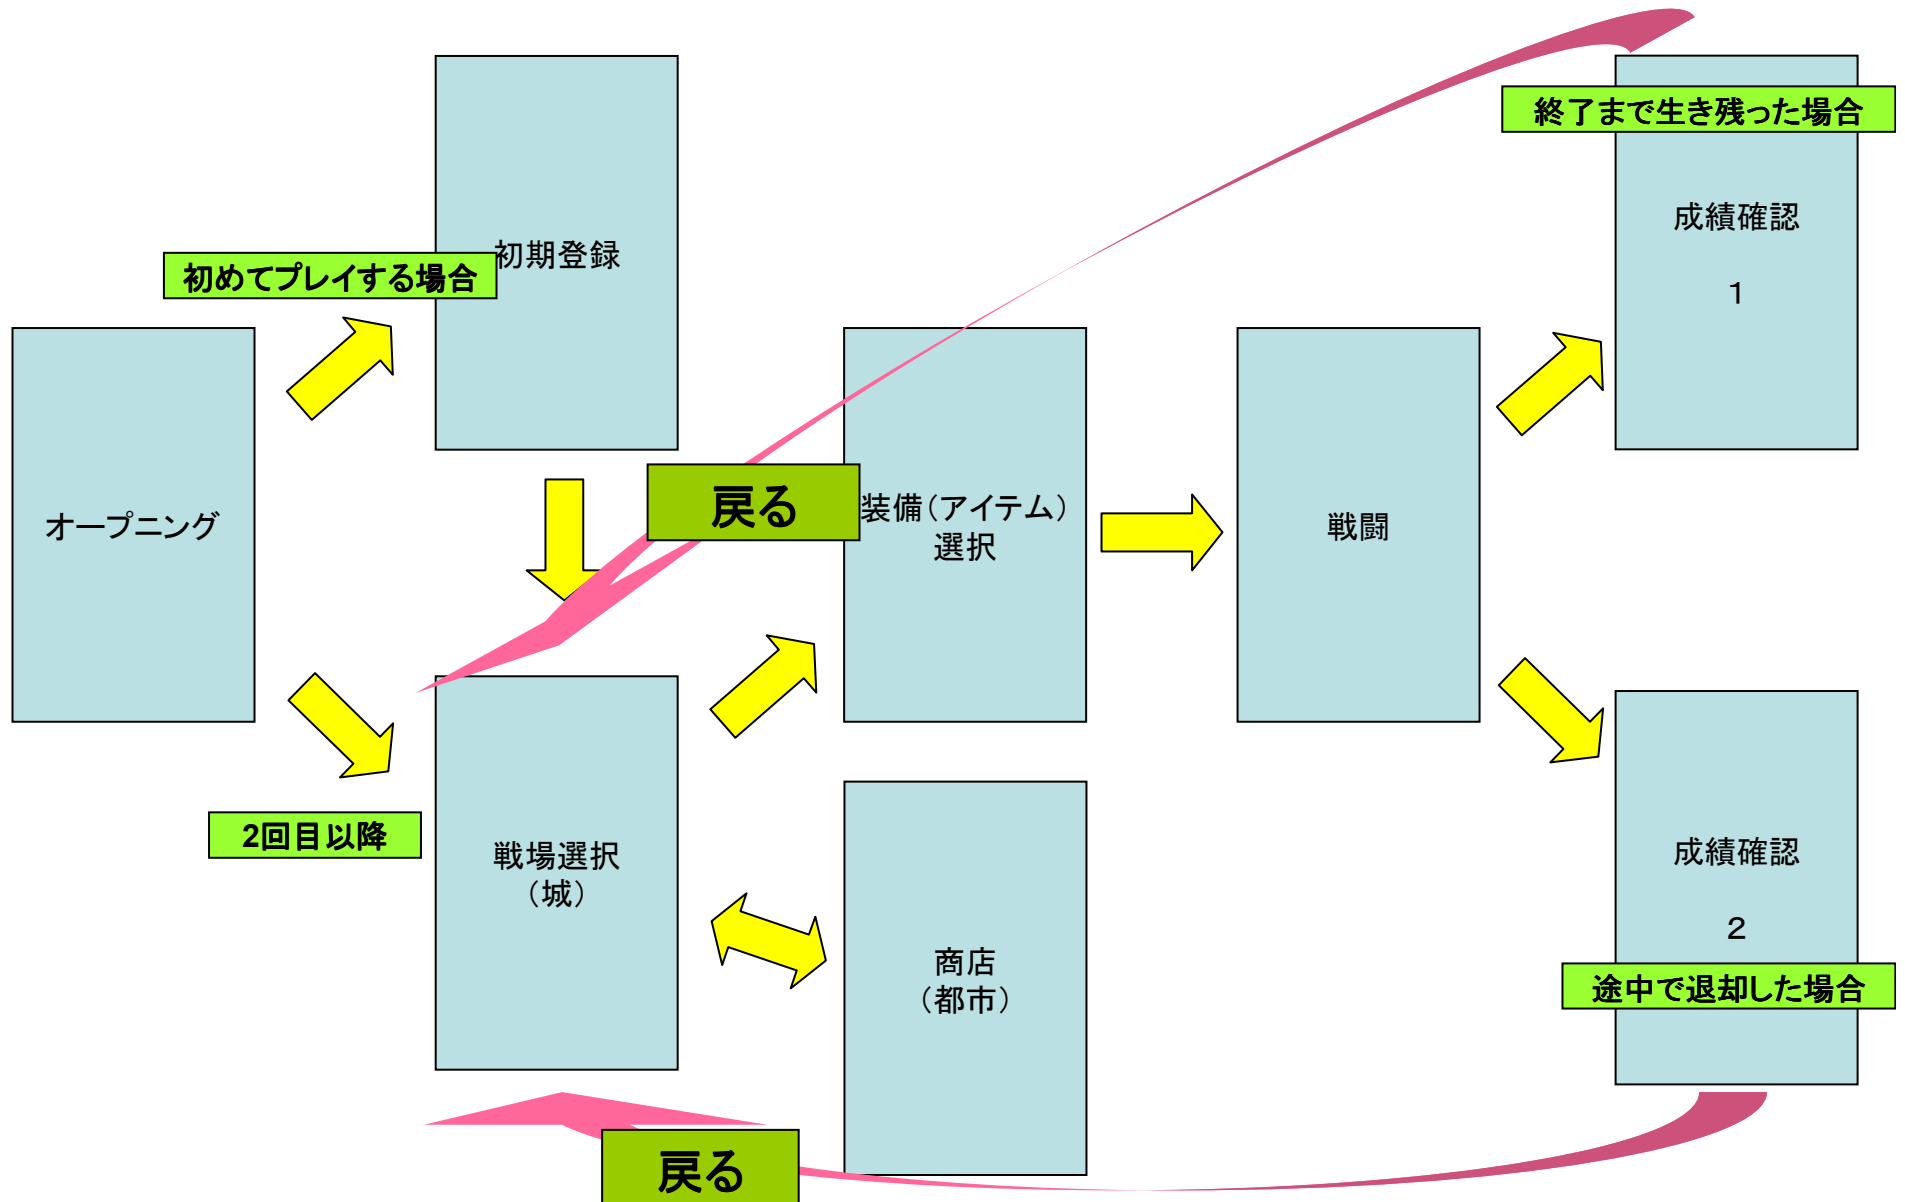 終了まで生き残った場合
成績確認
1
初期登録
初めてプレイする場合
オープニング
戻る
装備（アイテム）
選択
戦闘
2回目以降
戦場選択
（城）
商店
（都市）
成績確認
2
途中で退却した場合
戻る